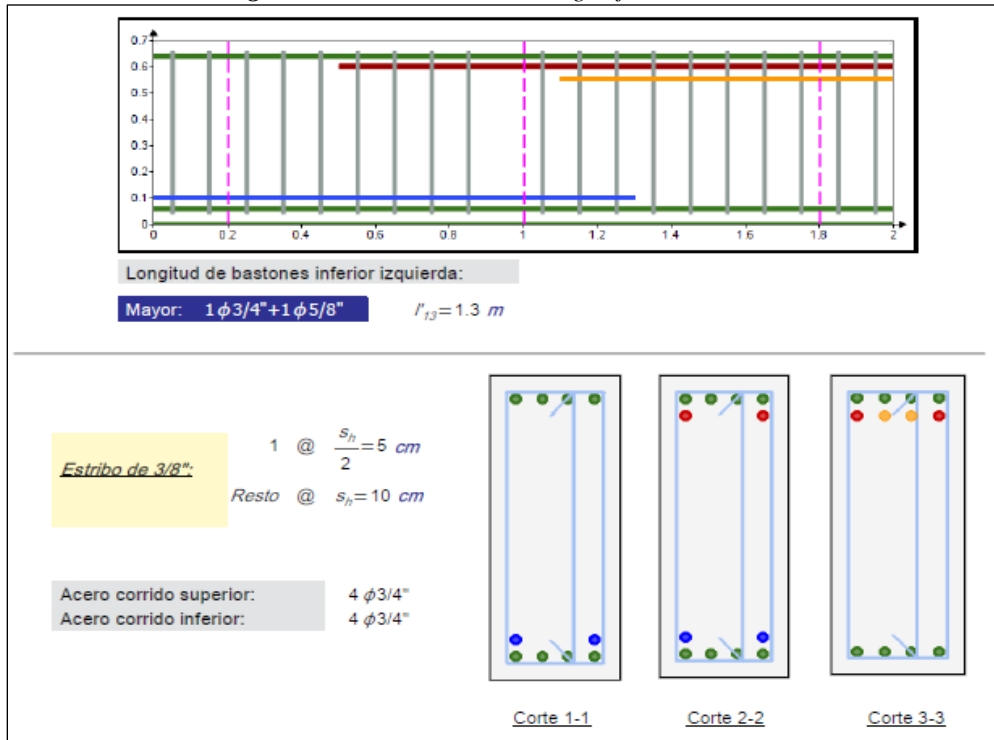 0.7
0.6
0.5
0.4
0.3
0.2
0.1
0
0 0.2 0.4 0.6 0.8 1 1.2 1.4 1.6 1.8 2
Longitud de bastones inferior izquierda:
Mayor: 1ϕ3/4"+1ϕ5/8" l'₁₃=1.3 m
Estribo de 3/8":
1 @ sₕ/2=5 cm
Resto @ sₕ=10 cm
Acero corrido superior: 4 ϕ3/4"
Acero corrido inferior: 4 ϕ3/4"
Corte 1-1 Corte 2-2 Corte 3-3